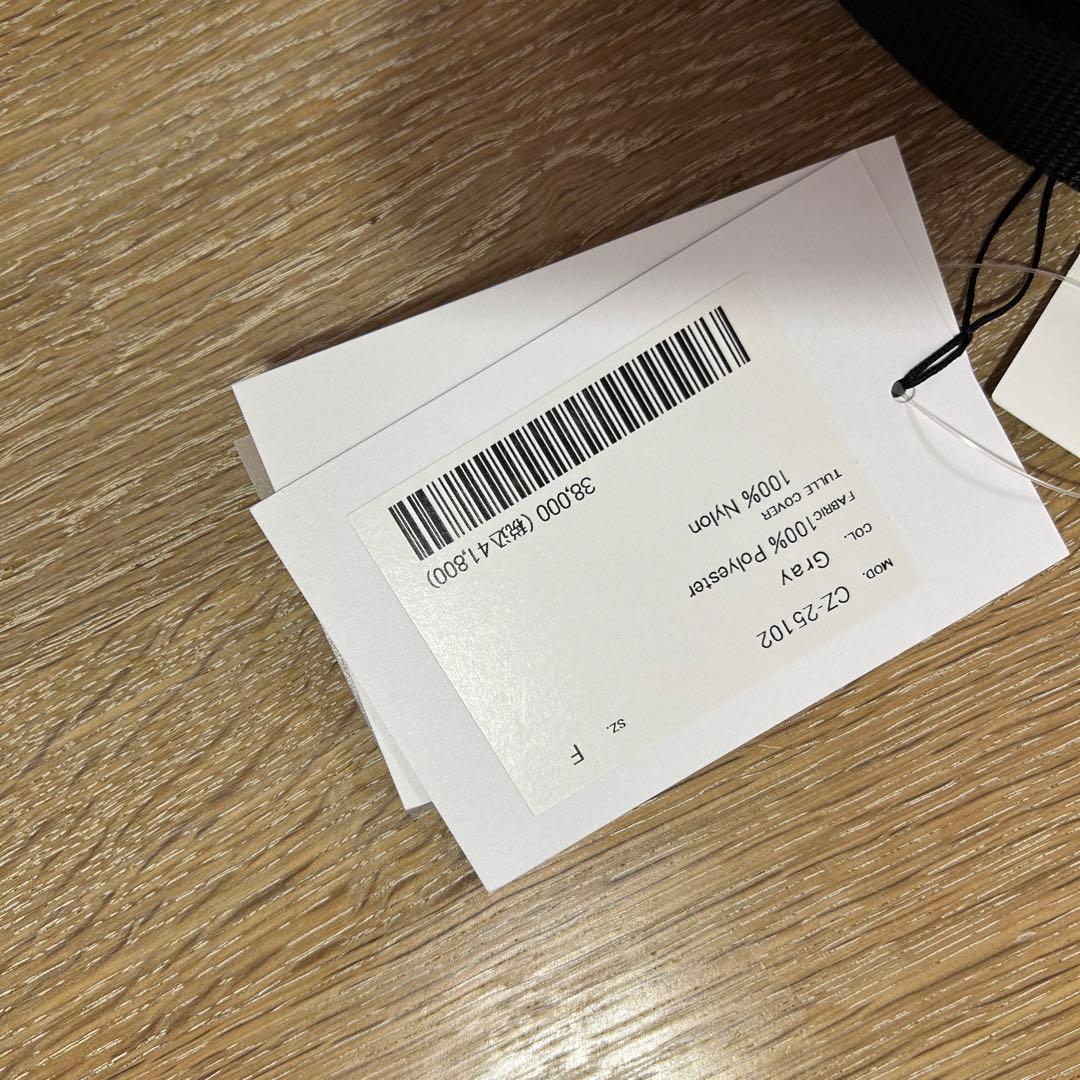 MOD. CZ-25102
SZ. F
COL. Gray
FABRIC 100% Polyester
TULLE COVER
100% Nylon
38,000 (税込41,800)